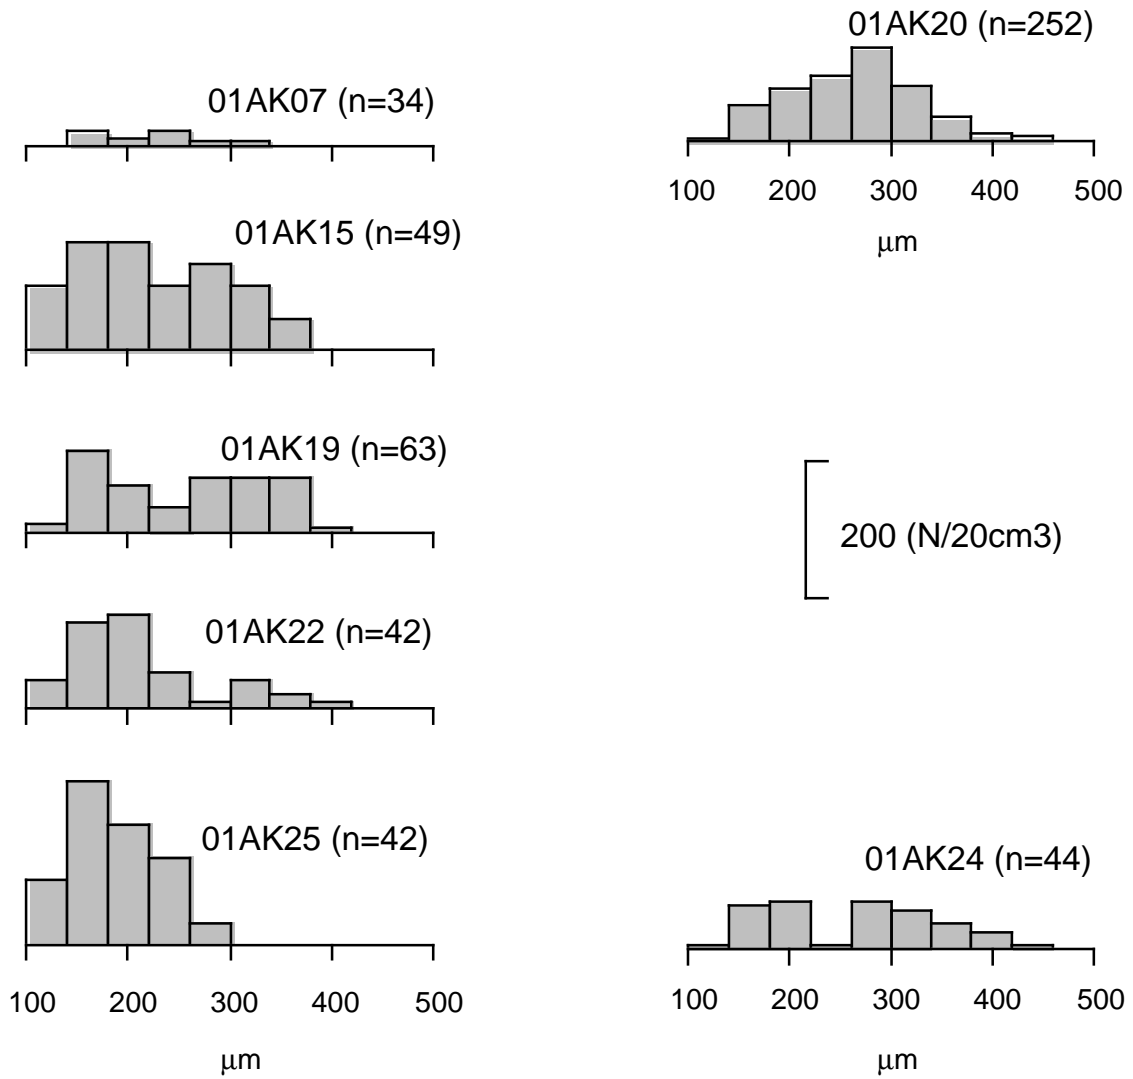 01AK07 (n=34)
01AK15 (n=49)
01AK19 (n=63)
01AK22 (n=42)
01AK25 (n=42)
100 200 300 400 500
μm
01AK20 (n=252)
100 200 300 400 500
μm
200 (N/20cm3)
01AK24 (n=44)
100 200 300 400 500
μm